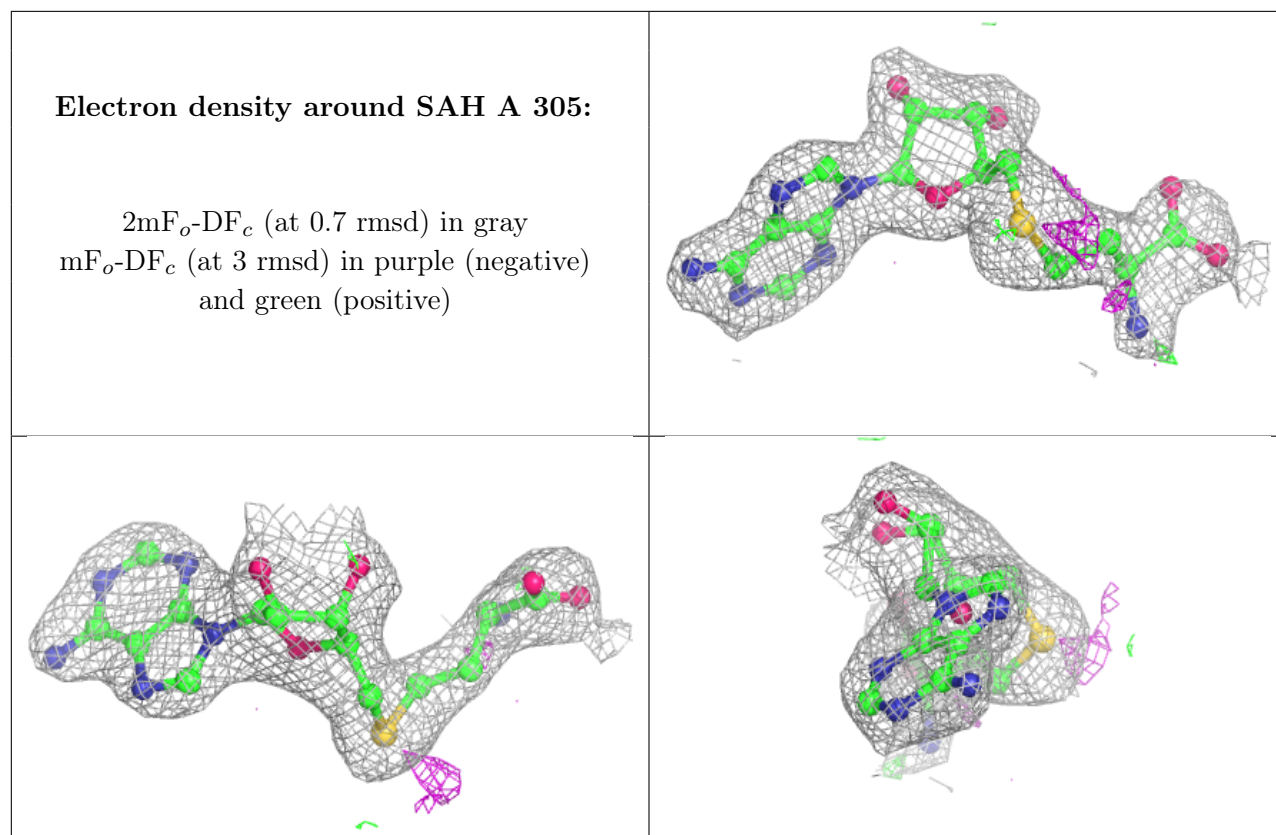 Electron density around SAH A 305:
2mFo-DFc (at 0.7 rmsd) in gray
mFo-DFc (at 3 rmsd) in purple (negative)
and green (positive)